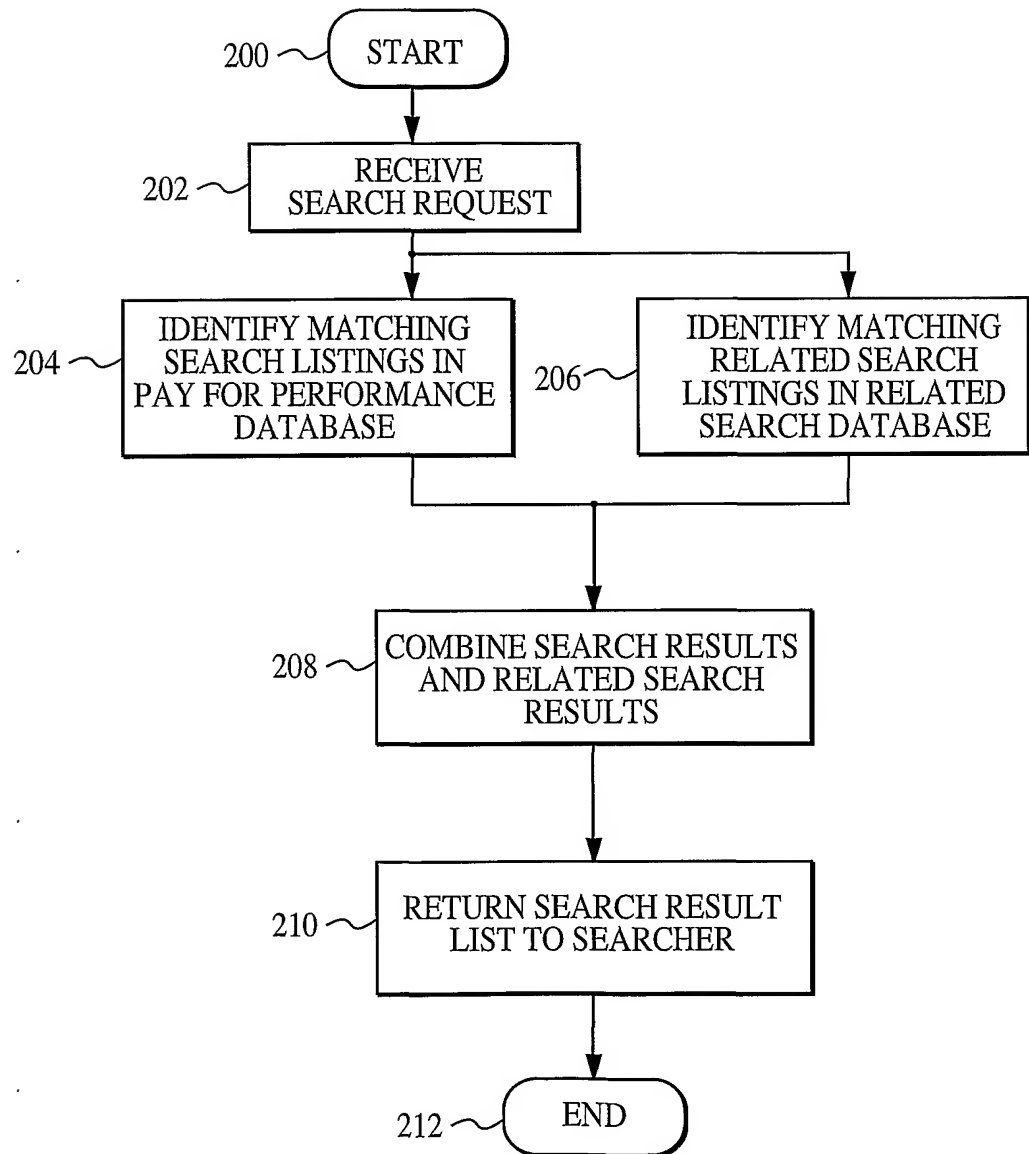 200
START
202
RECEIVE
SEARCH REQUEST
204
IDENTIFY MATCHING
SEARCH LISTINGS IN
PAY FOR PERFORMANCE
DATABASE
206
IDENTIFY MATCHING
RELATED SEARCH
LISTINGS IN RELATED
SEARCH DATABASE
208
COMBINE SEARCH RESULTS
AND RELATED SEARCH
RESULTS
210
RETURN SEARCH RESULT
LIST TO SEARCHER
212
END